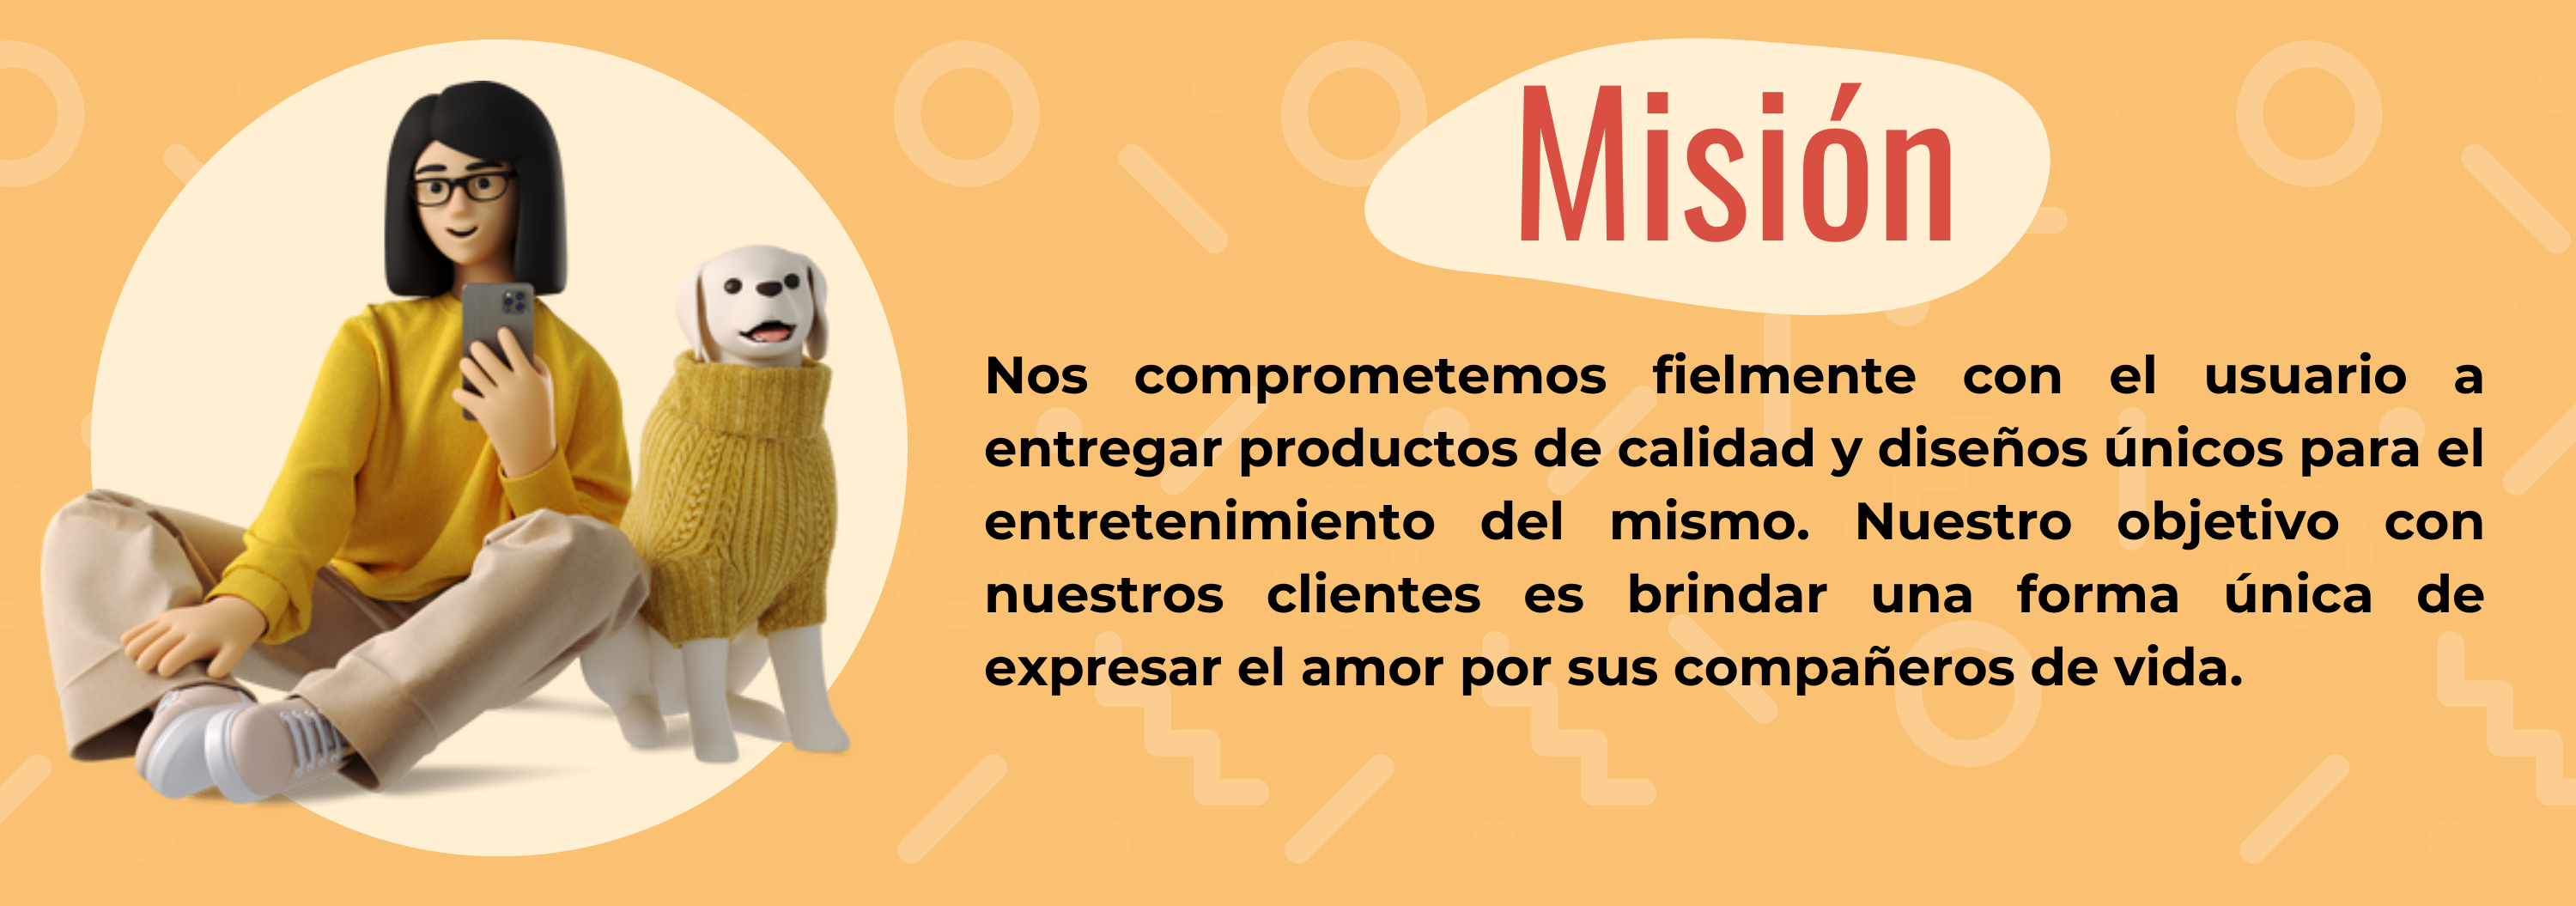 Misión
Nos comprometemos fielmente con el usuario a
entregar productos de calidad y diseños únicos para el
entretenimiento del mismo. Nuestro objetivo con
nuestros clientes es brindar una forma única de
expresar el amor por sus compañeros de vida.